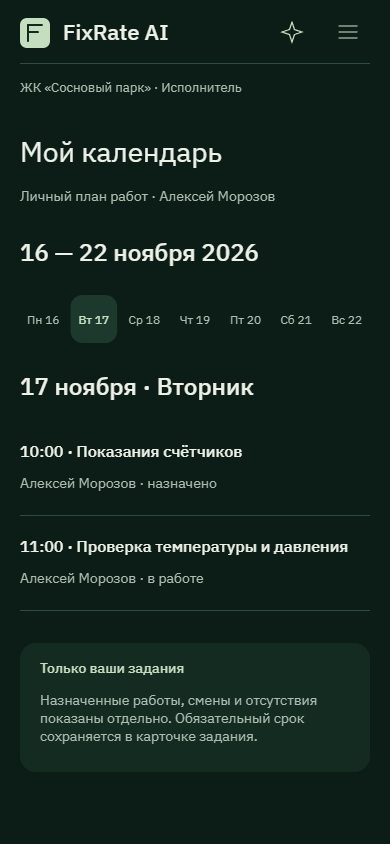 FixRate AI
ЖК «Сосновый парк» · Исполнитель
Мой календарь
Личный план работ · Алексей Морозов
16 — 22 ноября 2026
Пн 16 Вт 17 Ср 18 Чт 19 Пт 20 Сб 21 Вс 22
17 ноября · Вторник
10:00 · Показания счётчиков
Алексей Морозов · назначено
11:00 · Проверка температуры и давления
Алексей Морозов · в работе
Только ваши задания
Назначенные работы, смены и отсутствия
показаны отдельно. Обязательный срок
сохраняется в карточке задания.